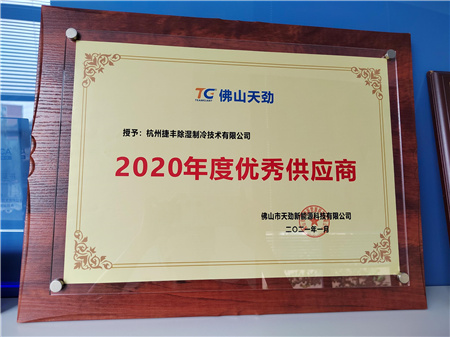 TG 佛山天劲
授予：杭州捷丰除湿制冷技术有限公司
2020年度优秀供应商
佛山市天劲新能源科技有限公司
二〇二一年一月